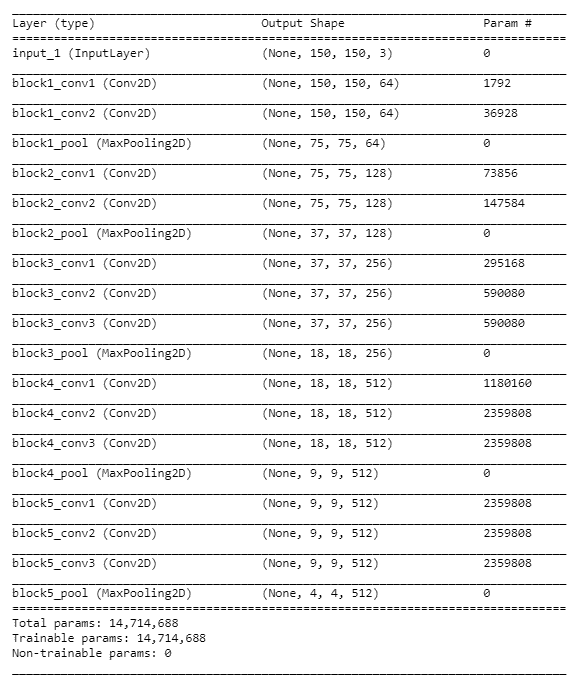 Layer (type) Output Shape Param #
input_1 (InputLayer) (None, 150, 150, 3) 0
block1_conv1 (Conv2D) (None, 150, 150, 64) 1792
block1_conv2 (Conv2D) (None, 150, 150, 64) 36928
block1_pool (MaxPooling2D) (None, 75, 75, 64) 0
block2_conv1 (Conv2D) (None, 75, 75, 128) 73856
block2_conv2 (Conv2D) (None, 75, 75, 128) 147584
block2_pool (MaxPooling2D) (None, 37, 37, 128) 0
block3_conv1 (Conv2D) (None, 37, 37, 256) 295168
block3_conv2 (Conv2D) (None, 37, 37, 256) 590080
block3_conv3 (Conv2D) (None, 37, 37, 256) 590080
block3_pool (MaxPooling2D) (None, 18, 18, 256) 0
block4_conv1 (Conv2D) (None, 18, 18, 512) 1180160
block4_conv2 (Conv2D) (None, 18, 18, 512) 2359808
block4_conv3 (Conv2D) (None, 18, 18, 512) 2359808
block4_pool (MaxPooling2D) (None, 9, 9, 512) 0
block5_conv1 (Conv2D) (None, 9, 9, 512) 2359808
block5_conv2 (Conv2D) (None, 9, 9, 512) 2359808
block5_conv3 (Conv2D) (None, 9, 9, 512) 2359808
block5_pool (MaxPooling2D) (None, 4, 4, 512) 0
Total params: 14,714,688
Trainable params: 14,714,688
Non-trainable params: 0